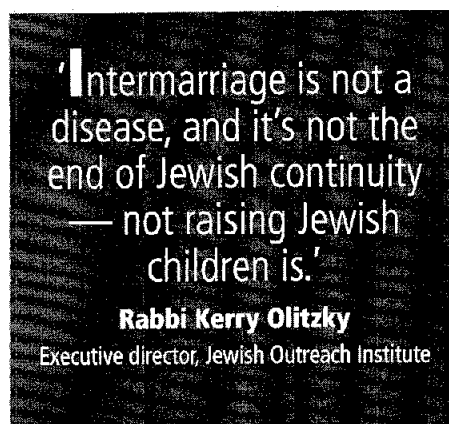 'Intermarriage is not a
disease, and it's not the
end of Jewish continuity
— not raising Jewish
children is.'
Rabbi Kerry Olitzky
Executive director, Jewish Outreach Institute